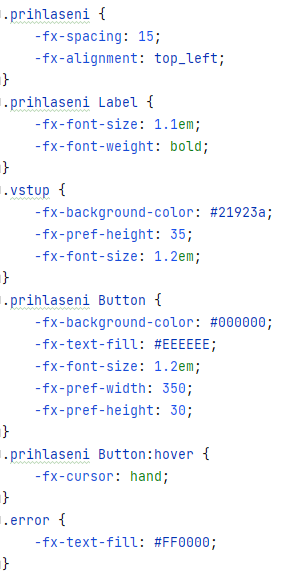 .prihlaseni {
-fx-spacing: 15;
-fx-alignment: top_left;
}
.prihlaseni Label {
-fx-font-size: 1.1em;
-fx-font-weight: bold;
}
.vstup {
-fx-background-color: #21923a;
-fx-pref-height: 35;
-fx-font-size: 1.2em;
}
.prihlaseni Button {
-fx-background-color: #000000;
-fx-text-fill: #EEEEEE;
-fx-font-size: 1.2em;
-fx-pref-width: 350;
-fx-pref-height: 30;
}
.prihlaseni Button:hover {
-fx-cursor: hand;
}
.error {
-fx-text-fill: #FF0000;
}